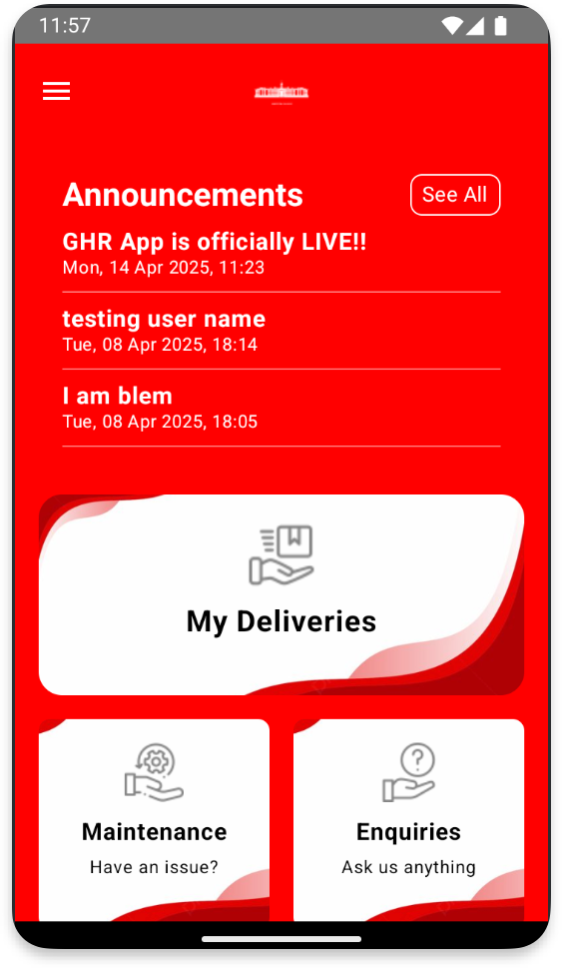 11:57
Announcements
See All
GHR App is officially LIVE!!
Mon, 14 Apr 2025, 11:23
testing user name
Tue, 08 Apr 2025, 18:14
I am blem
Tue, 08 Apr 2025, 18:05
My Deliveries
Maintenance
Have an issue?
Enquiries
Ask us anything